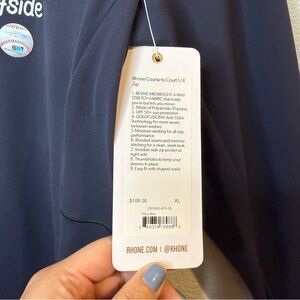 fside
Rhone Course to Court 1/4
Zip
1. REVIVE MIDWEIGHT 4-WAY
STRETCH FABRIC that holds
you in but lets you move
2. Made of Polyamide/Elastane
3. UPF 50+ sun protection
4. GOLDFUSION® Anti-Odor
Technology for more wears
between washes
5. Moisture wicking for all day
performance
6. Bonded seams and memrise
stitching for a clean, sleek look
7. Invisible side zip pocket at
right side
8. Thumbholes to keep your
sleeves in place
9. Easy fit with shaped waist
$108.00
XL
RHONE.COM | @RHONE